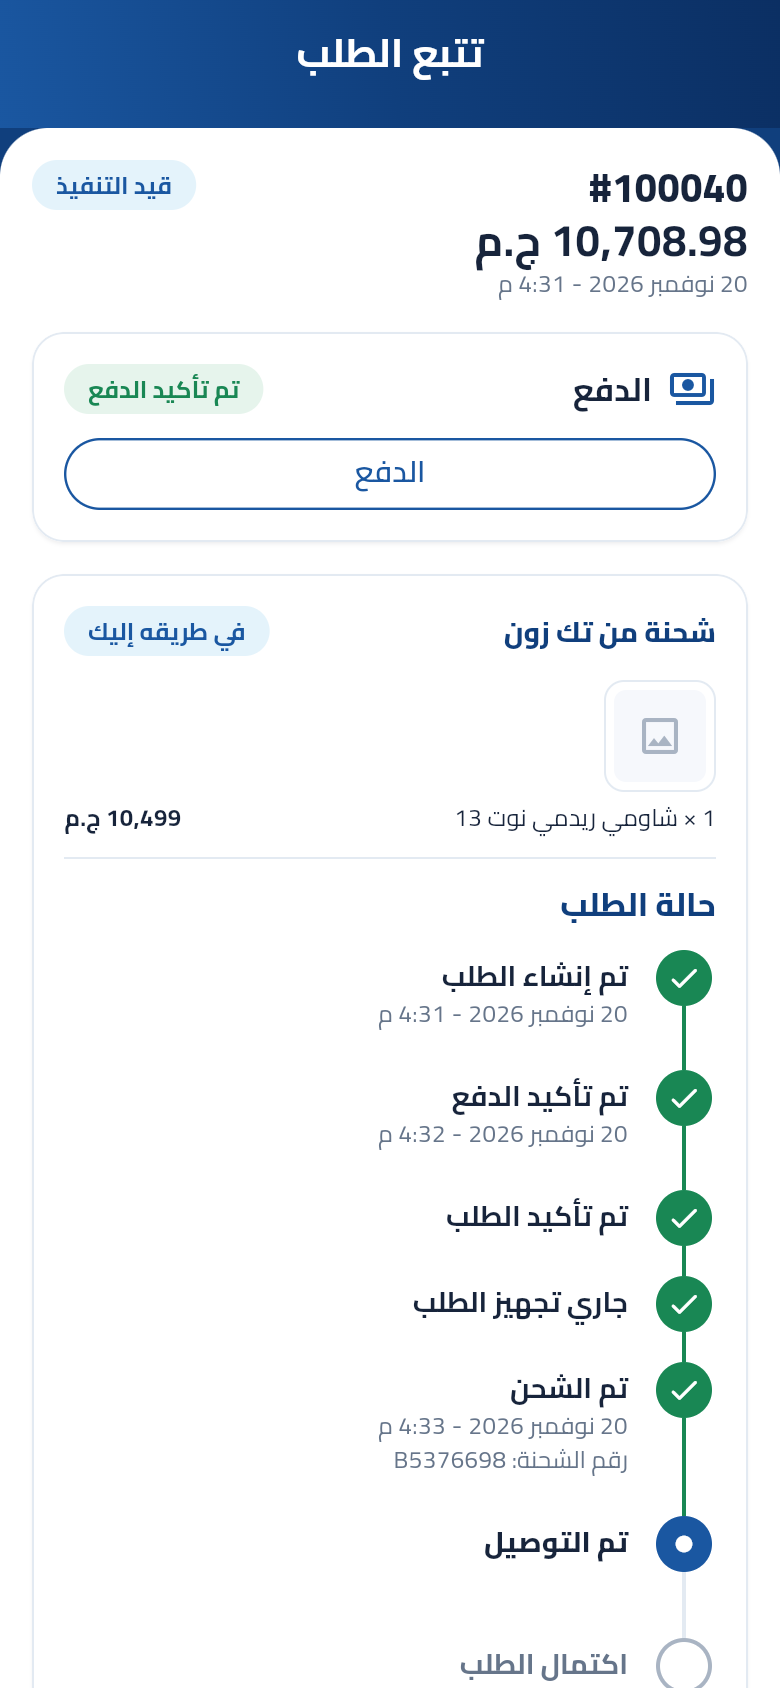 تتبع الطلب
#100040
قيد التنفيذ
10,708.98 ج.م
20 نوفمبر 2026 - 4:31 م
الدفع
تم تأكيد الدفع
الدفع
شحنة من تك زون
في طريقه إليك
1 × شاومي ريدمي نوت 13
10,499 ج.م
حالة الطلب
تم إنشاء الطلب
20 نوفمبر 2026 - 4:31 م
تم تأكيد الدفع
20 نوفمبر 2026 - 4:32 م
تم تأكيد الطلب
جاري تجهيز الطلب
تم الشحن
20 نوفمبر 2026 - 4:33 م
رقم الشحنة: B5376698
تم التوصيل
اكتمال الطلب